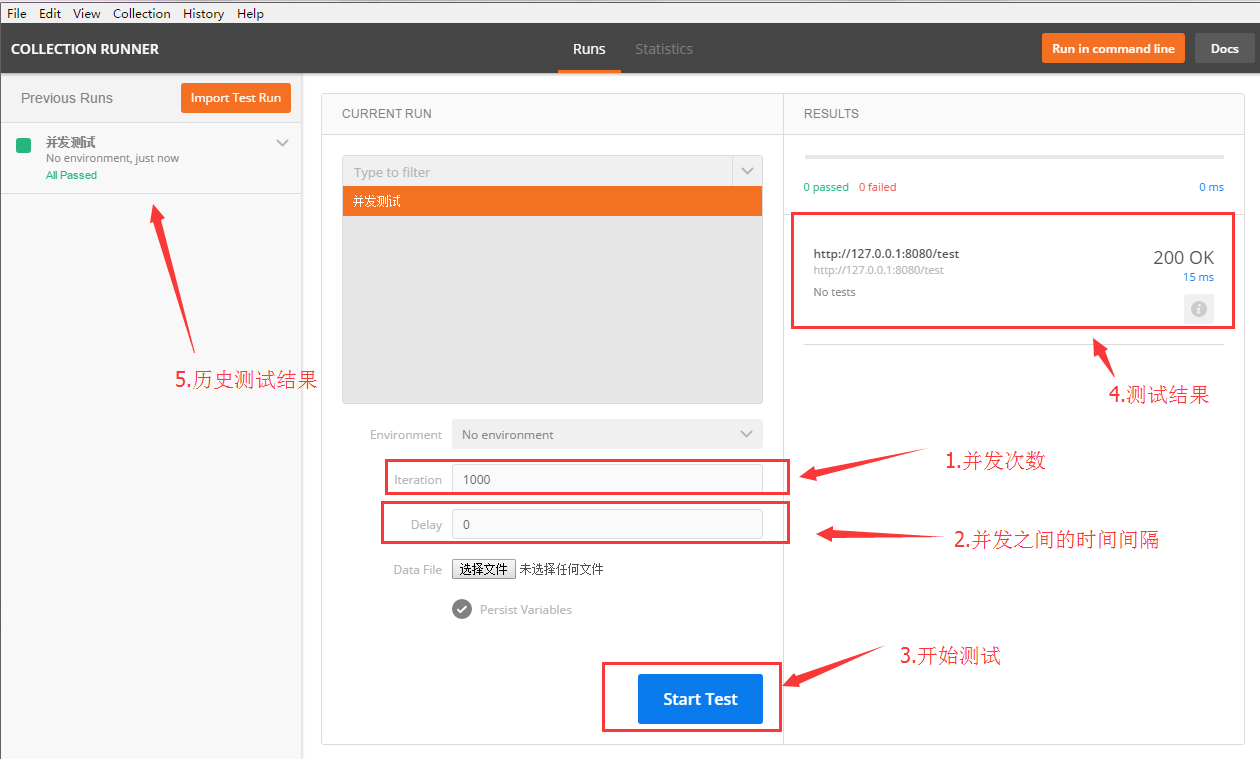 File Edit View Collection History Help
COLLECTION RUNNER
Runs Statistics
Run in command line Docs
Previous Runs Import Test Run
并发测试
No environment, just now
All Passed
5.历史测试结果
CURRENT RUN
Type to filter
并发测试
Environment No environment
Iteration 1000
1.并发次数
Delay 0
2.并发之间的时间间隔
Data File 选择文件 未选择任何文件
Persist Variables
Start Test
3.开始测试
RESULTS
0 passed 0 failed 0 ms
http://127.0.0.1:8080/test 200 OK
http://127.0.0.1:8080/test 15 ms
No tests
4.测试结果